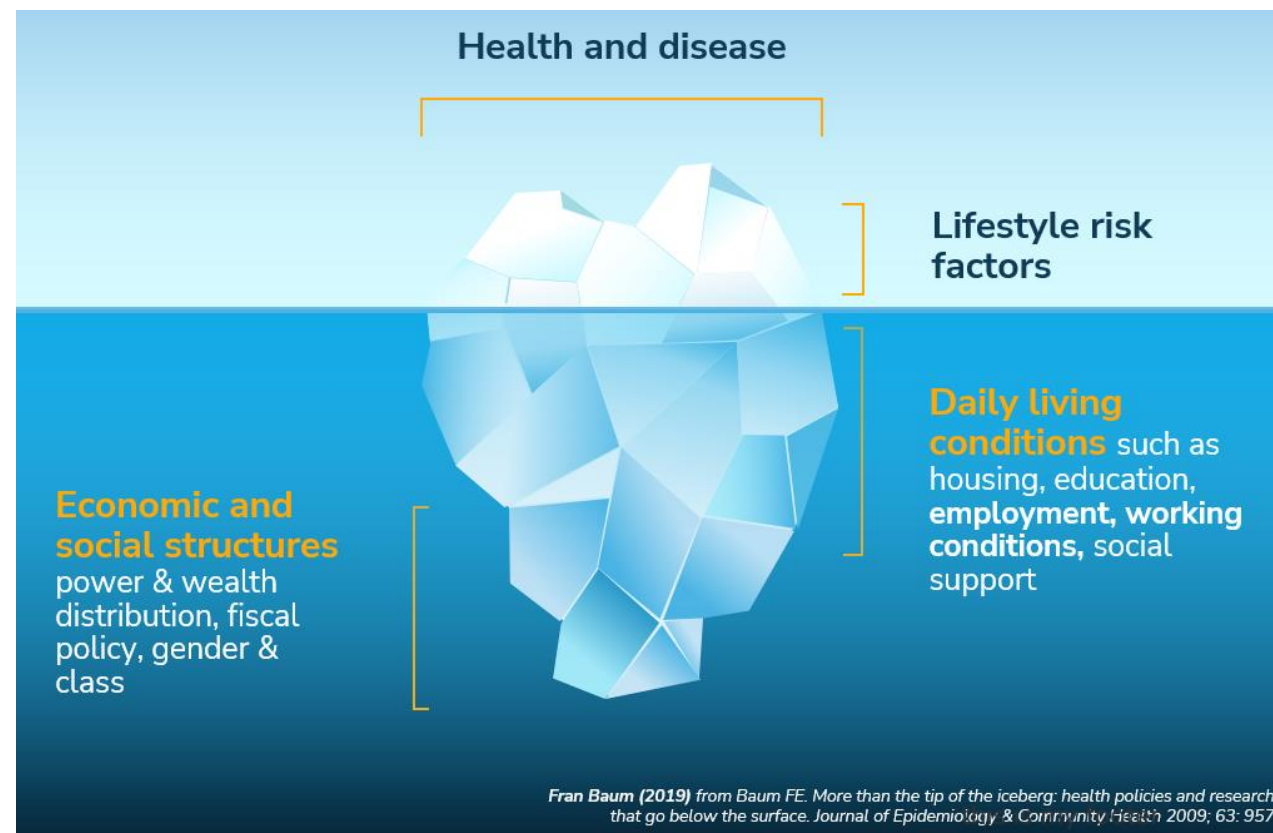 Health and disease
Lifestyle risk
factors
Daily living
conditions such as
housing, education,
employment, working
conditions, social
support
Economic and
social structures
power & wealth
distribution, fiscal
policy, gender &
class
Fran Baum (2019) from Baum FE. More than the tip of the iceberg: health policies and research
that go below the surface. Journal of Epidemiology & Community Health 2009; 63: 957